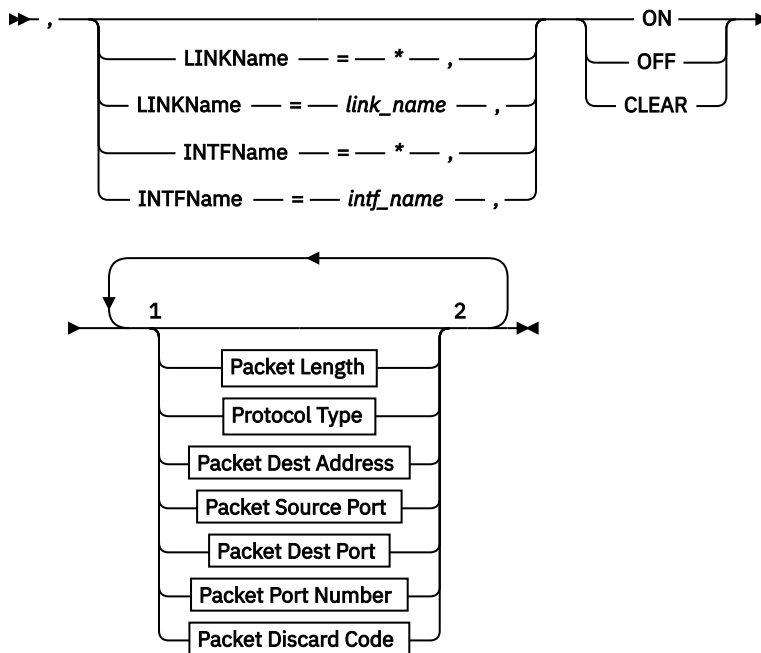 , ON
LINKName = * , OFF
LINKName = link_name , CLEAR
INTFName = * ,
INTFName = intf_name ,
1 2
Packet Length
Protocol Type
Packet Dest Address
Packet Source Port
Packet Dest Port
Packet Port Number
Packet Discard Code